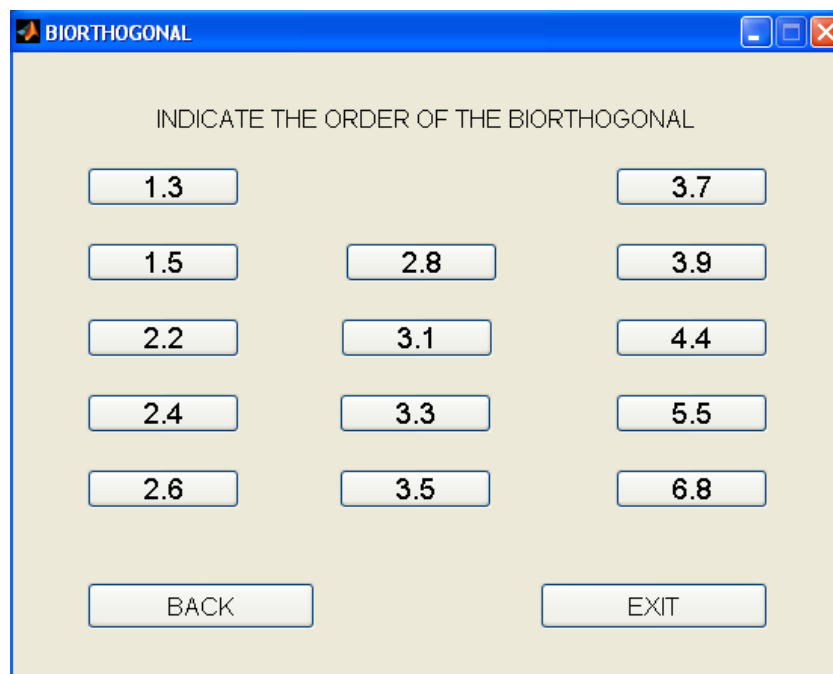 BIORTHOGONAL
INDICATE THE ORDER OF THE BIORTHOGONAL
1.3 3.7
1.5 2.8 3.9
2.2 3.1 4.4
2.4 3.3 5.5
2.6 3.5 6.8
BACK EXIT